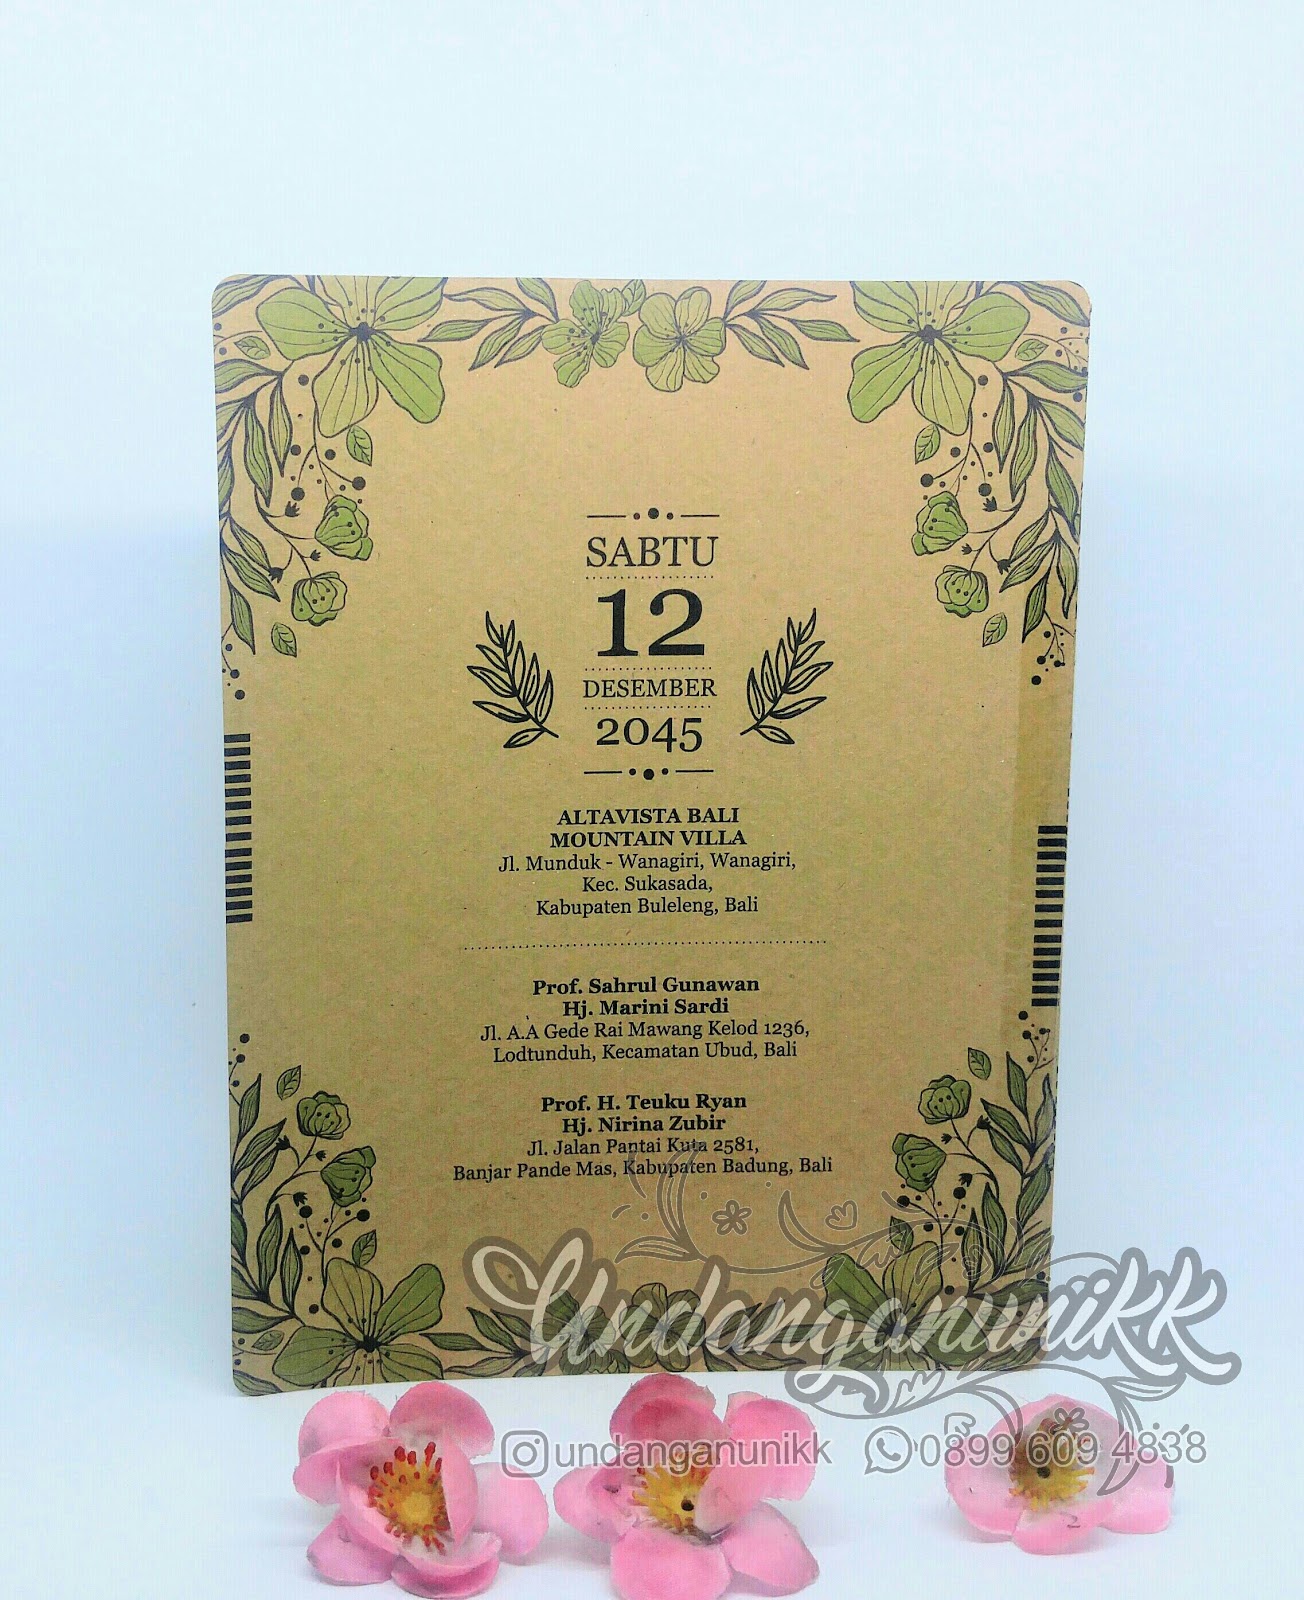 SABTU
12
DESEMBER
2045
ALTAVISTA BALI
MOUNTAIN VILLA
Jl. Munduk - Wanagiri, Wanagiri,
Kec. Sukasada,
Kabupaten Buleleng, Bali
Prof. Sahrul Gunawan
Hj. Marini Sardi
Jl. A.A Gede Rai Mawang Kelod 1236,
Lodtunduh, Kecamatan Ubud, Bali
Prof. H. Teuku Ryan
Hj. Nirina Zubir
Jl. Jalan Pantai Kuta 2581,
Banjar Pande Mas, Kabupaten Badung, Bali
Undanganunikk
undanganunikk 0899 609 4838